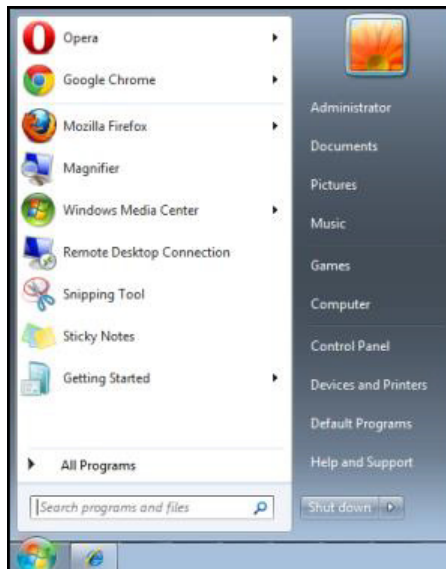 Opera
Google Chrome
Mozilla Firefox
Magnifier
Windows Media Center
Remote Desktop Connection
Snipping Tool
Sticky Notes
Getting Started
All Programs
Search programs and files
Administrator
Documents
Pictures
Music
Games
Computer
Control Panel
Devices and Printers
Default Programs
Help and Support
Shut down